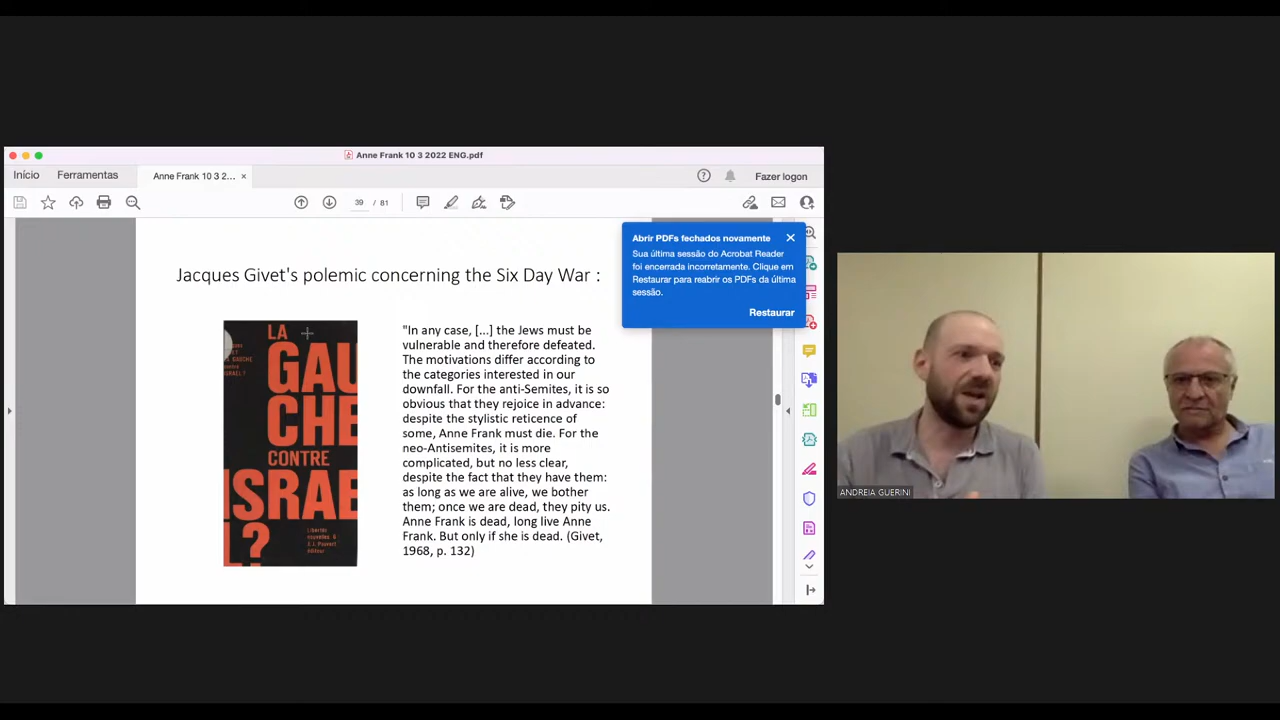 Anne Frank 10 3 2022 ENG.pdf
Início
Ferramentas
Anne Frank 10 3 2...
Fazer logon
39 / 81
Abrir PDFs fechados novamente
Sua última sessão do Acrobat Reader
foi encerrada incorretamente. Clique em
Restaurar para reabrir os PDFs da última
sessão.
Restaurar
Jacques Givet's polemic concerning the Six Day War :
LA
GAU
CHE
CONTRE
ISRAE
L?
"In any case, [...] the Jews must be
vulnerable and therefore defeated.
The motivations differ according to
the categories interested in our
downfall. For the anti-Semites, it is so
obvious that they rejoice in advance:
despite the stylistic reticence of
some, Anne Frank must die. For the
neo-Antisemites, it is more
complicated, but no less clear,
despite the fact that they have them:
as long as we are alive, we bother
them; once we are dead, they pity us.
Anne Frank is dead, long live Anne
Frank. But only if she is dead. (Givet,
1968, p. 132)
ANDREIA GUERINI